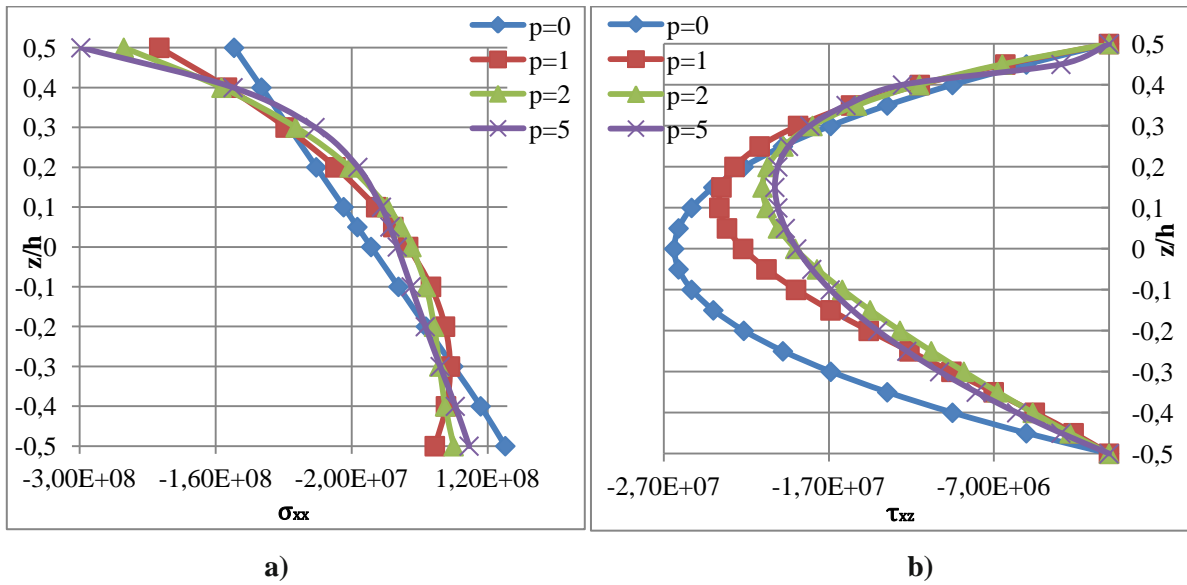 p=0
p=1
p=2
p=5
0,5
0,4
0,3
0,2
0,1
0
-0,1
-0,2
-0,3
-0,4
-0,5
z/h
-3,00E+08 -1,60E+08 -2,00E+07 1,20E+08
σxx
a)
p=0
p=1
p=2
p=5
0,5
0,4
0,3
0,2
0,1
0
-0,1
-0,2
-0,3
-0,4
-0,5
z/h
-2,70E+07 -1,70E+07 -7,00E+06
τxz
b)